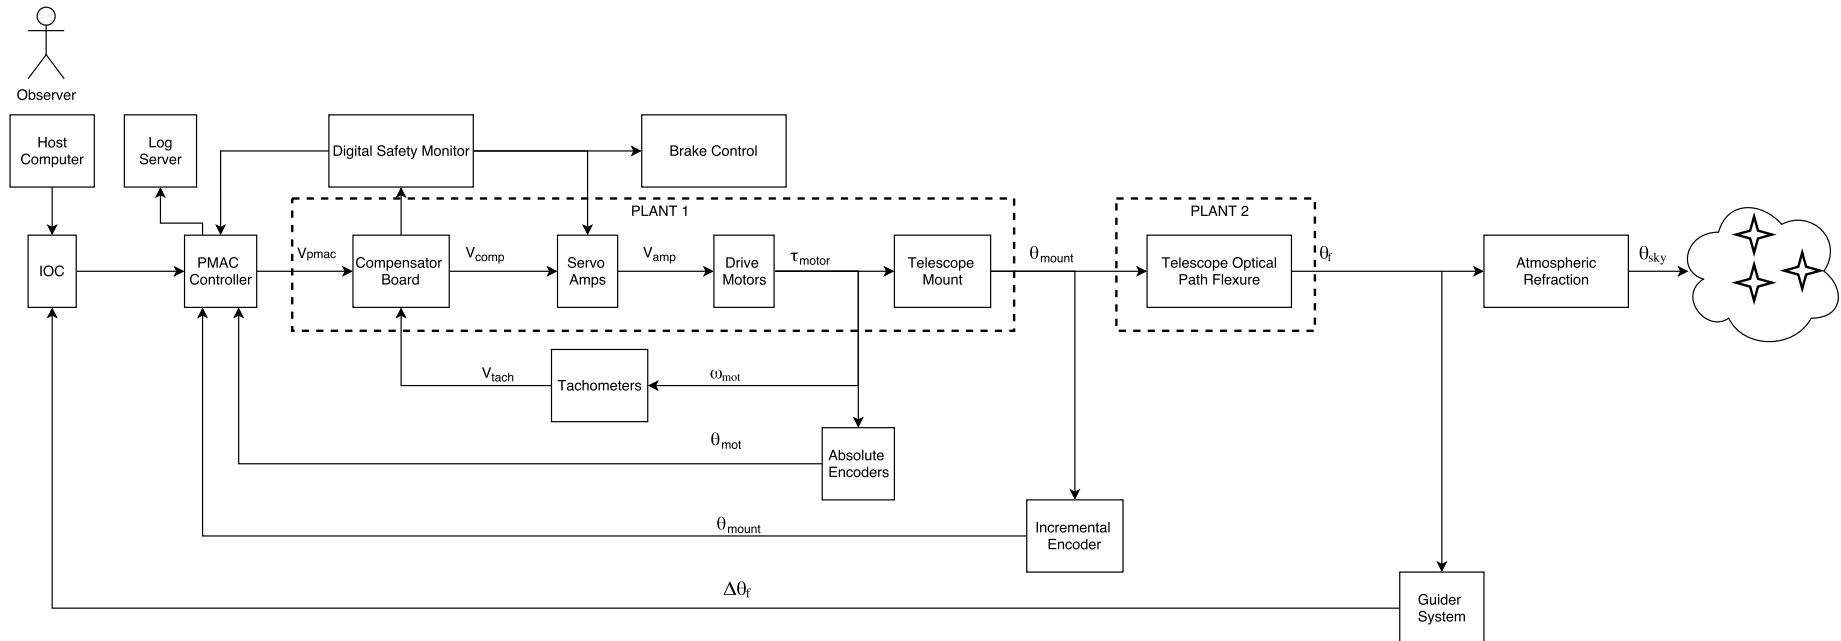 Observer
Host
Computer
Log
Server
Digital Safety Monitor
Brake Control
PLANT 1
PLANT 2
IOC
PMAC
Controller
Vpmac
Compensator
Board
Vcomp
Servo
Amps
Vamp
Drive
Motors
τmotor
Telescope
Mount
θmount
Telescope Optical
Path Flexure
θf
Atmospheric
Refraction
θsky
Vtach
Tachometers
ωmot
θmot
Absolute
Encoders
θmount
Incremental
Encoder
Δθf
Guider
System